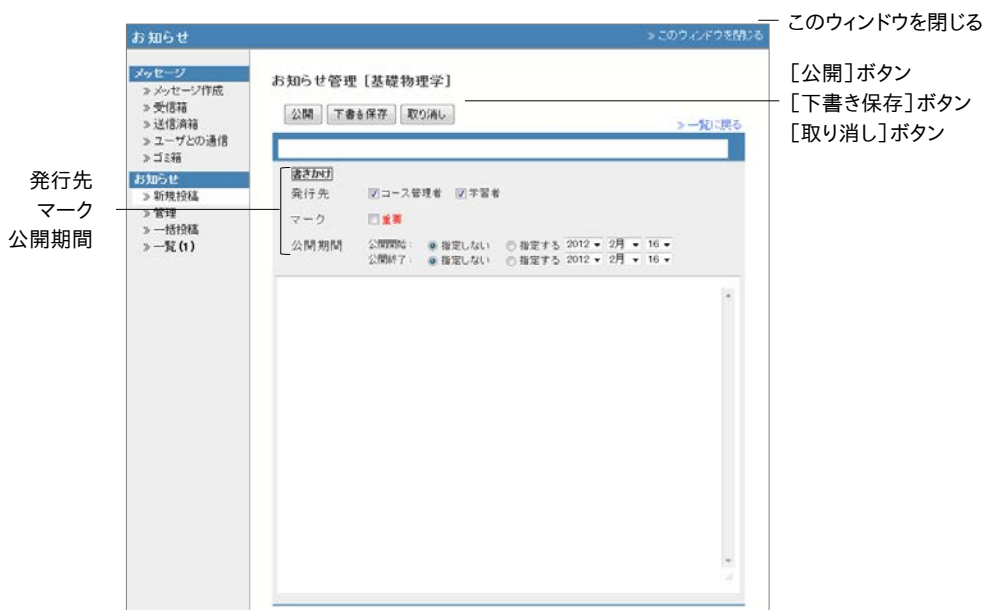 このウィンドウを閉じる
お知らせ
» このウィンドウを閉じる
メッセージ
» メッセージ作成
» 受信箱
» 送信済箱
» ユーザとの通信
» ゴミ箱
お知らせ
» 新規投稿
» 管理
» 一括投稿
» 一覧(1)
お知らせ管理 [基礎物理学]
公開 下書き保存 取り消し
» 一覧に戻る
[公開]ボタン
[下書き保存]ボタン
[取り消し]ボタン
発行先
マーク
公開期間
書きかけ
発行先 コース管理者 学習者
マーク 重要
公開期間 公開開始: 指定しない 指定する 2012 2月 16
公開終了: 指定しない 指定する 2012 2月 16